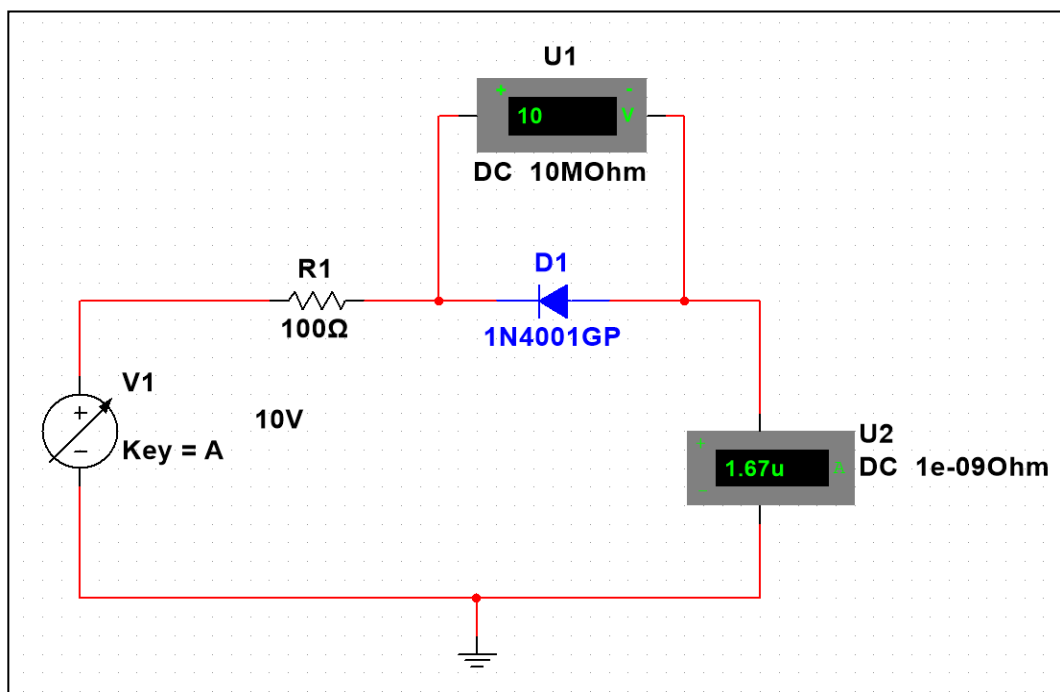 U1
+ -
10 V
DC 10MOhm
R1
100Ω
D1
1N4001GP
V1
+
−
Key = A
10V
U2
+
1.67u A
−
DC 1e-09Ohm